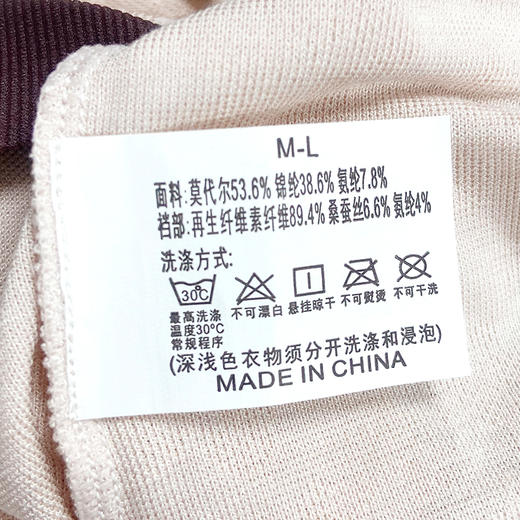 M-L
面料:莫代尔53.6% 锦纶38.6% 氨纶7.8%
裆部:再生纤维素纤维89.4% 桑蚕丝6.6% 氨纶4%
洗涤方式:
30℃
最高洗涤 不可漂白 悬挂晾干 不可熨烫 不可干洗
温度30℃
常规程序
(深浅色衣物须分开洗涤和浸泡)
MADE IN CHINA